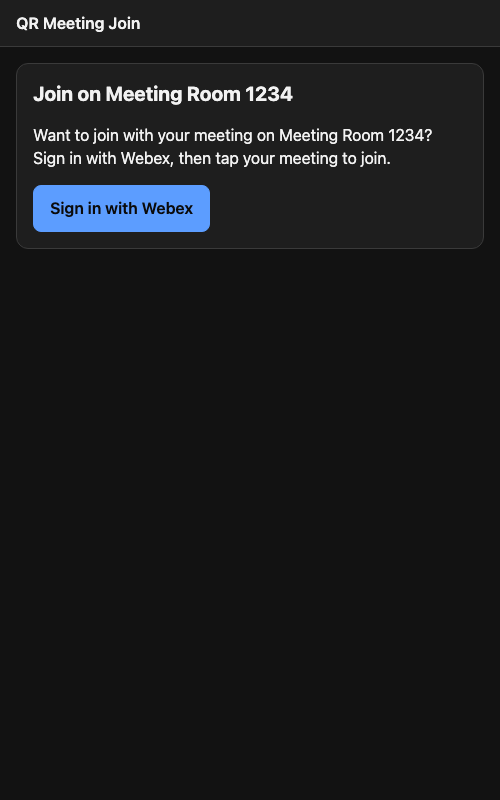 QR Meeting Join
Join on Meeting Room 1234
Want to join with your meeting on Meeting Room 1234?
Sign in with Webex, then tap your meeting to join.
Sign in with Webex